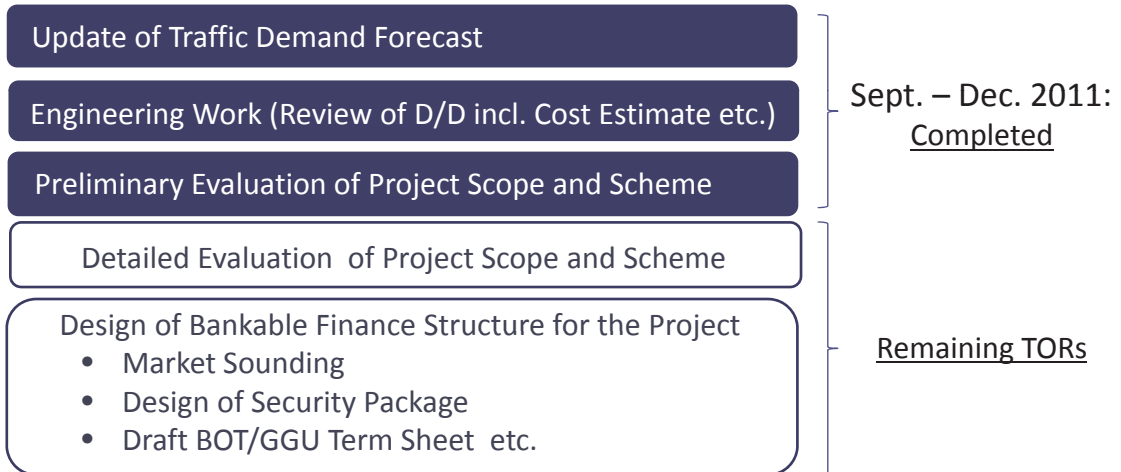 Update of Traffic Demand Forecast
Engineering Work (Review of D/D incl. Cost Estimate etc.)
Preliminary Evaluation of Project Scope and Scheme
Sept. – Dec. 2011:
Completed
Detailed Evaluation of Project Scope and Scheme
Design of Bankable Finance Structure for the Project
• Market Sounding
• Design of Security Package
• Draft BOT/GGU Term Sheet etc.
Remaining TORs